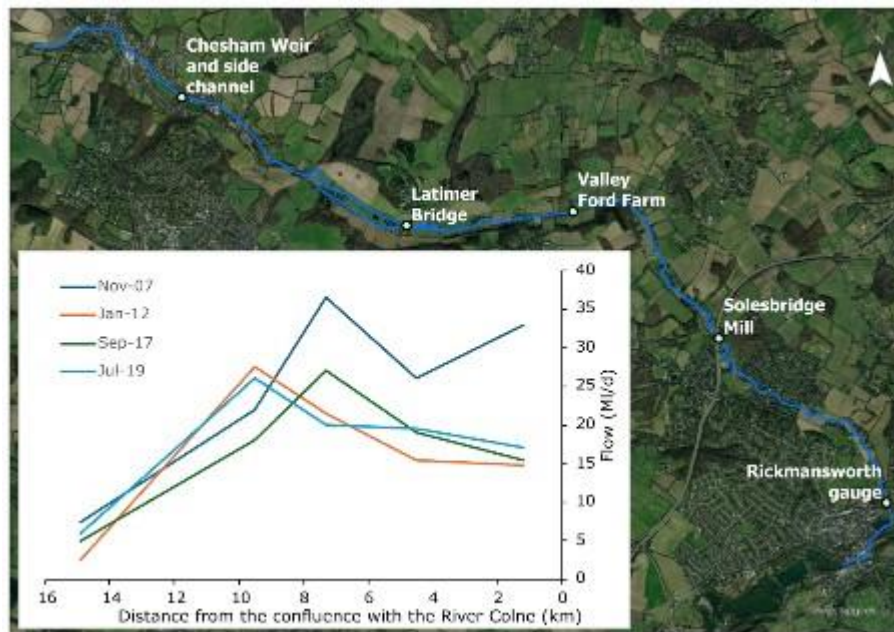 Chesham Weir
and side
channel
Latimer
Bridge
Valley
Ford Farm
Solesbridge
Mill
Rickmansworth
gauge
Nov-07
Jan-12
Sep-17
Jul-19
40
35
30
25
20
15
10
5
0
Flow (Ml/d)
16 14 12 10 8 6 4 2 0
Distance from the confluence with the River Colne (km)